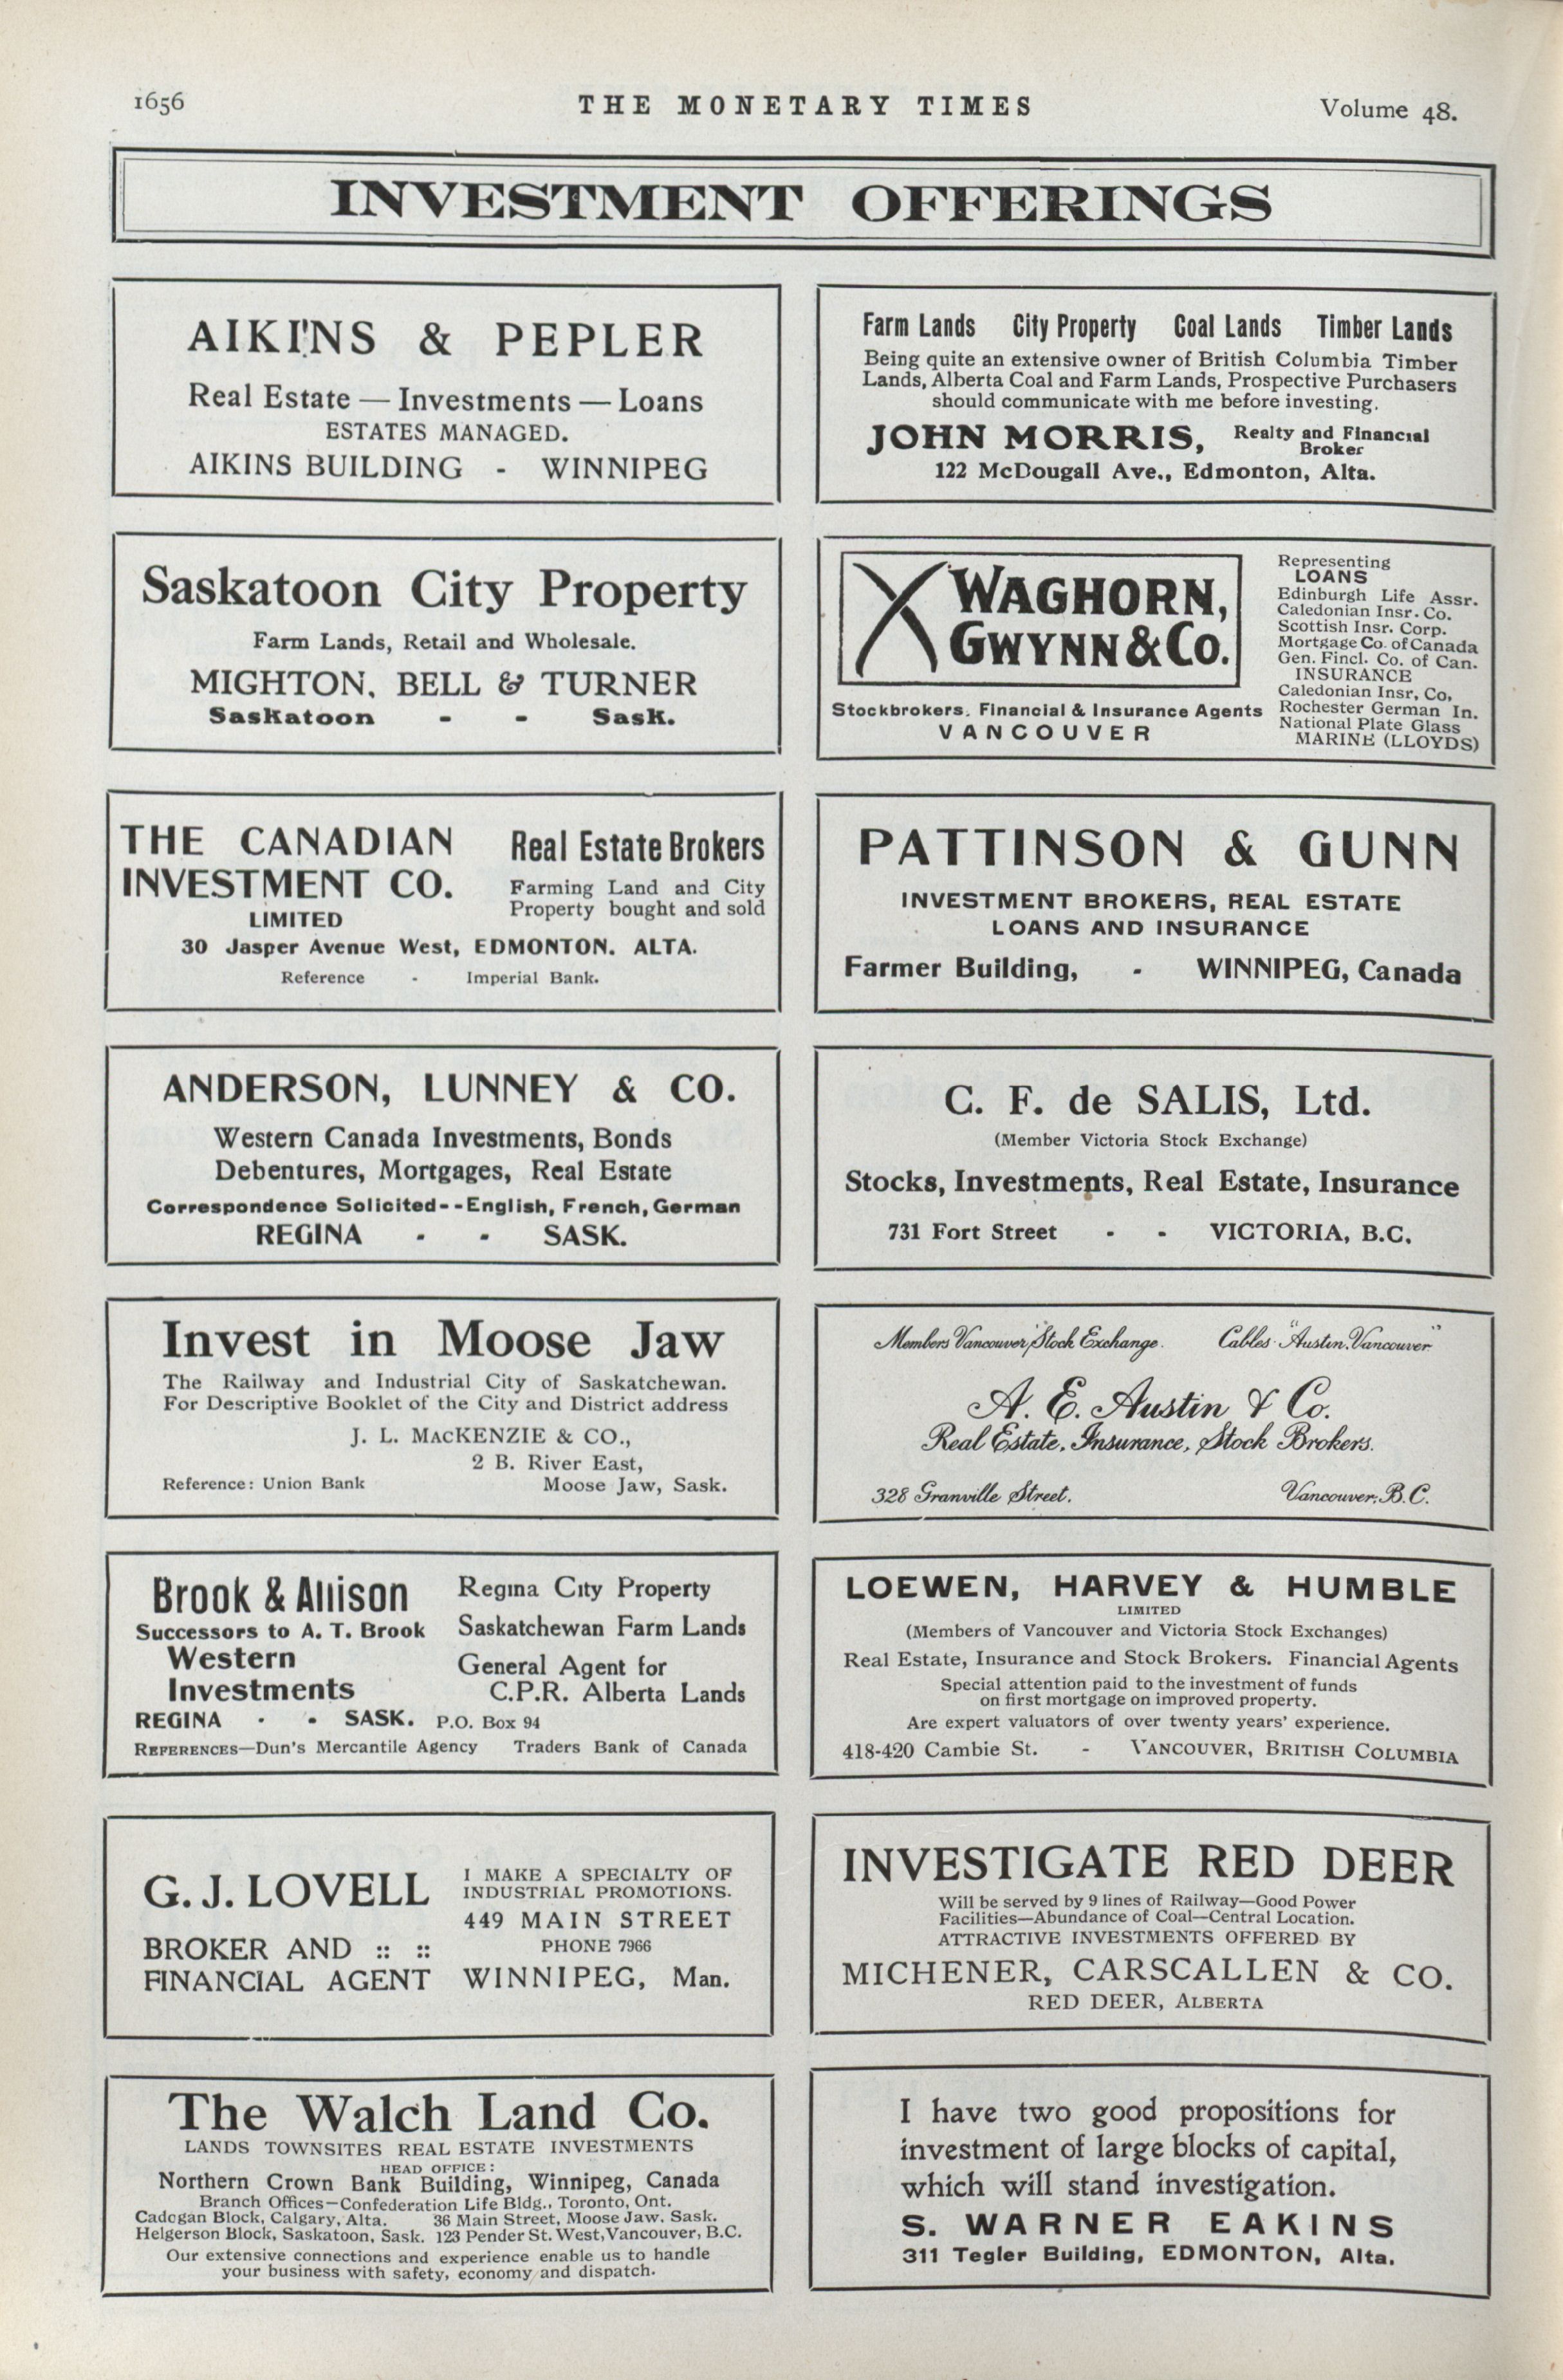 1656 THE MONETARY TIMES Volume 48.
INVESTMENT OFFERINGS
AIKINS & PEPLER
Real Estate — Investments — Loans
ESTATES MANAGED.
AIKINS BUILDING - WINNIPEG
Farm Lands City Property Coal Lands Timber Lands
Being quite an extensive owner of British Columbia Timber
Lands, Alberta Coal and Farm Lands, Prospective Purchasers
should communicate with me before investing.
JOHN MORRIS, Realty and Financial
Broker
122 McDougall Ave., Edmonton, Alta.
Saskatoon City Property
Farm Lands, Retail and Wholesale.
MIGHTON, BELL & TURNER
Saskatoon - - Sask.
WAGHORN,
GWYNN & CO.
Stockbrokers. Financial & Insurance Agents
VANCOUVER
Representing
LOANS
Edinburgh Life Assr.
Caledonian Insr. Co.
Scottish Insr. Corp.
Mortgage Co. of Canada
Gen. Fincl. Co. of Can.
INSURANCE
Caledonian Insr, Co,
Rochester German In.
National Plate Glass
MARINE (LLOYDS)
THE CANADIAN
INVESTMENT CO.
LIMITED
Real Estate Brokers
Farming Land and City
Property bought and sold
30 Jasper Avenue West, EDMONTON. ALTA.
Reference - Imperial Bank.
PATTINSON & GUNN
INVESTMENT BROKERS, REAL ESTATE
LOANS AND INSURANCE
Farmer Building, - WINNIPEG, Canada
ANDERSON, LUNNEY & CO.
Western Canada Investments, Bonds
Debentures, Mortgages, Real Estate
Correspondence Solicited--English, French, German
REGINA - - SASK.
C. F. de SALIS, Ltd.
(Member Victoria Stock Exchange)
Stocks, Investments, Real Estate, Insurance
731 Fort Street - - VICTORIA, B.C.
Invest in Moose Jaw
The Railway and Industrial City of Saskatchewan.
For Descriptive Booklet of the City and District address
J. L. MACKENZIE & CO.,
2 B. River East,
Reference: Union Bank Moose Jaw, Sask.
Members Vancouver Stock Exchange. Cables "Austin. Vancouver"
A. E. Austin & Co.
Real Estate, Insurance, Stock Brokers.
328 Granville Street. Vancouver, B.C.
Brook & Allison
Successors to A. T. Brook
Western
Investments
REGINA - - SASK. P.O. Box 94
Regina City Property
Saskatchewan Farm Lands
General Agent for
C.P.R. Alberta Lands
REFERENCES—Dun's Mercantile Agency Traders Bank of Canada
LOEWEN, HARVEY & HUMBLE
LIMITED
(Members of Vancouver and Victoria Stock Exchanges)
Real Estate, Insurance and Stock Brokers. Financial Agents
Special attention paid to the investment of funds
on first mortgage on improved property.
Are expert valuators of over twenty years' experience.
418-420 Cambie St. - VANCOUVER, BRITISH COLUMBIA
G. J. LOVELL
BROKER AND :: ::
FINANCIAL AGENT
I MAKE A SPECIALTY OF
INDUSTRIAL PROMOTIONS.
449 MAIN STREET
PHONE 7966
WINNIPEG, Man.
INVESTIGATE RED DEER
Will be served by 9 lines of Railway—Good Power
Facilities—Abundance of Coal—Central Location.
ATTRACTIVE INVESTMENTS OFFERED BY
MICHENER, CARSCALLEN & CO.
RED DEER, ALBERTA
The Walch Land Co.
LANDS TOWNSITES REAL ESTATE INVESTMENTS
HEAD OFFICE:
Northern Crown Bank Building, Winnipeg, Canada
Branch Offices—Confederation Life Bldg., Toronto, Ont.
Cadogan Block, Calgary, Alta. 36 Main Street, Moose Jaw. Sask.
Helgerson Block, Saskatoon, Sask. 123 Pender St. West, Vancouver, B.C.
Our extensive connections and experience enable us to handle
your business with safety, economy and dispatch.
I have two good propositions for
investment of large blocks of capital,
which will stand investigation.
S. WARNER EAKINS
311 Tegler Building, EDMONTON, Alta.